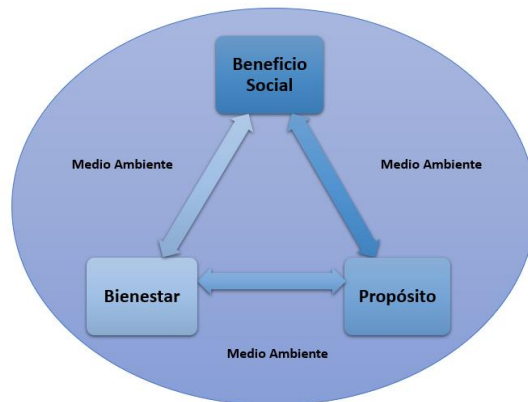 Beneficio
Social
Medio Ambiente
Medio Ambiente
Bienestar
Propósito
Medio Ambiente